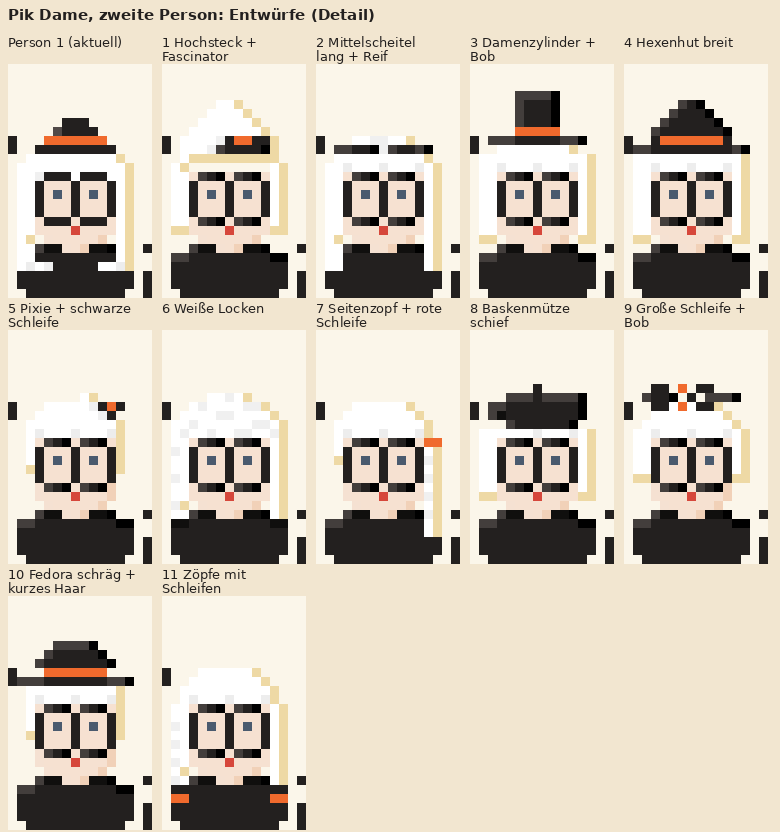 Pik Dame, zweite Person: Entwürfe (Detail)
Person 1 (aktuell)
1 Hochsteck +
Fascinator
2 Mittelscheitel
lang + Reif
3 Damenzylinder +
Bob
4 Hexenhut breit
5 Pixie + schwarze
Schleife
6 Weiße Locken
7 Seitenzopf + rote
Schleife
8 Baskenmütze
schief
9 Große Schleife +
Bob
10 Fedora schräg +
kurzes Haar
11 Zöpfe mit
Schleifen